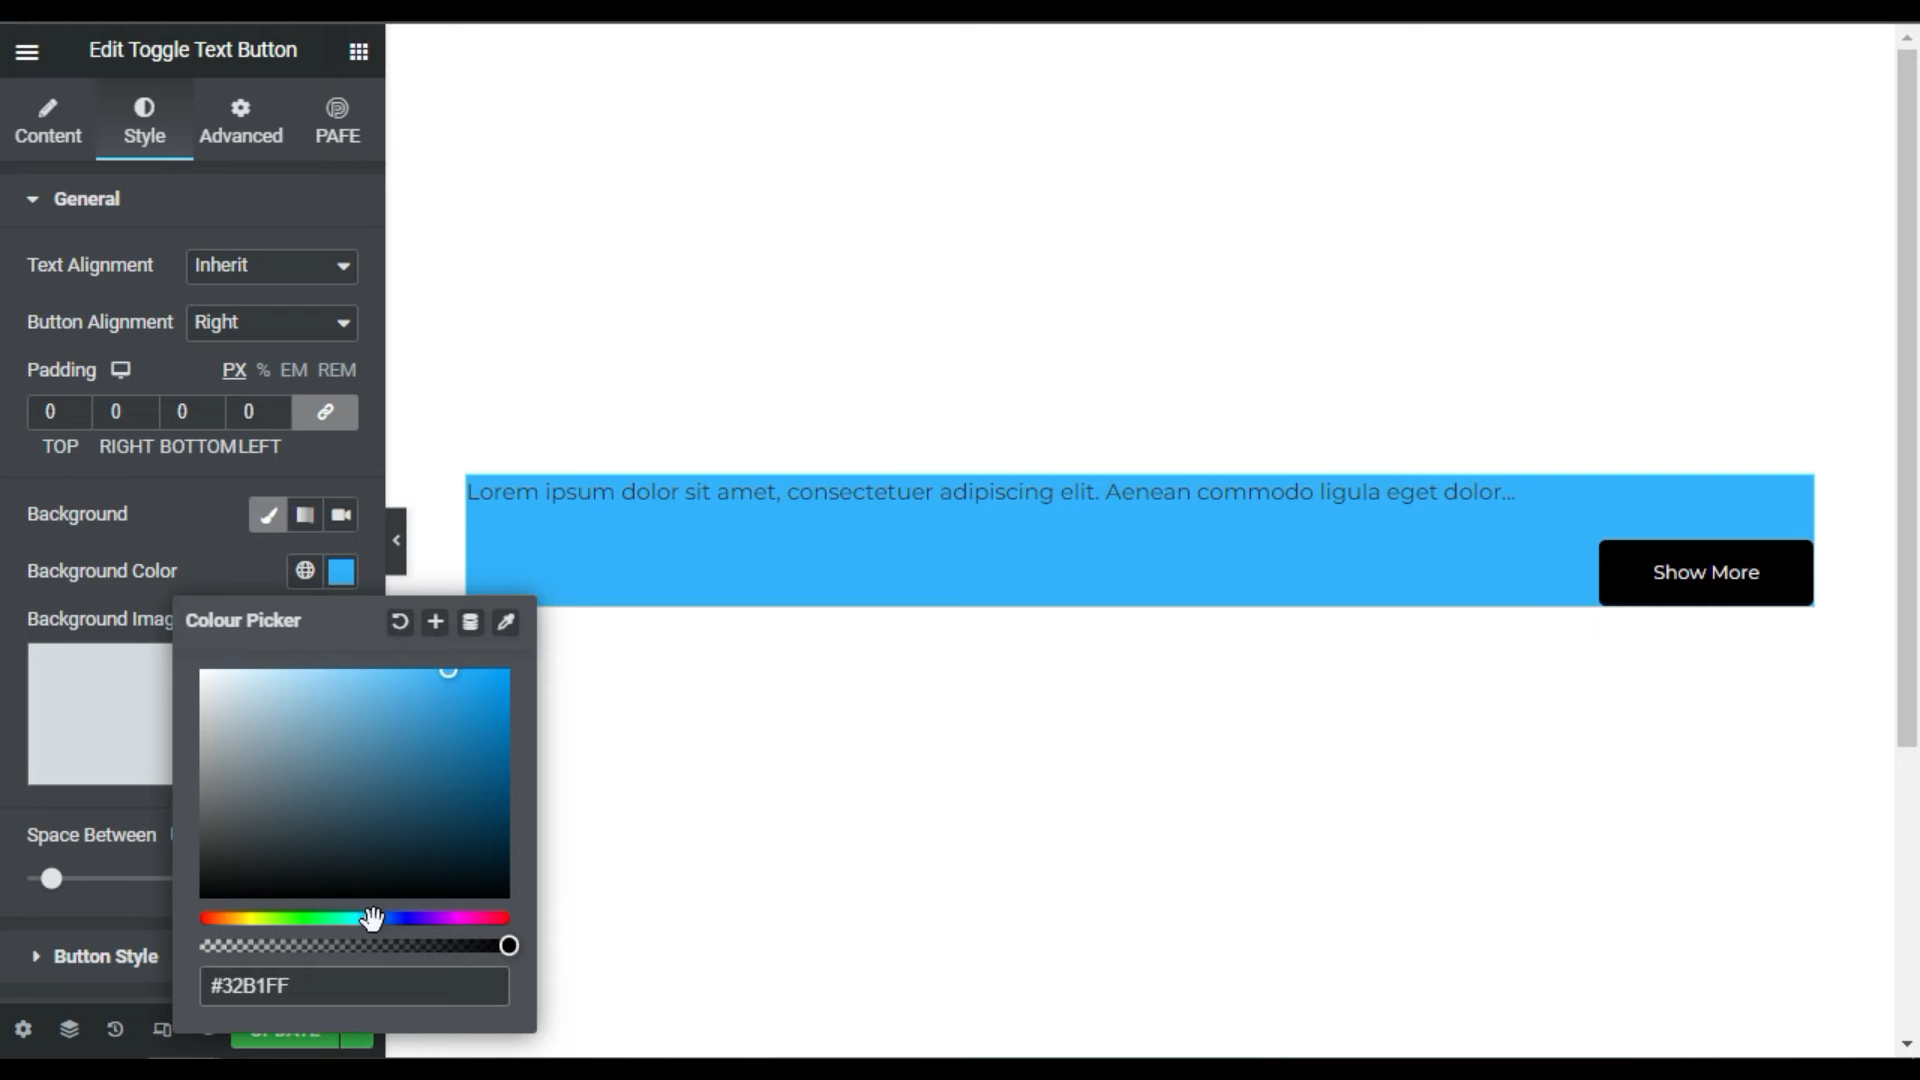 Edit Toggle Text Button
Content Style Advanced PAFE
General
Text Alignment Inherit
Button Alignment Right
Padding PX % EM REM
0 0 0 0
TOP RIGHT BOTTOM LEFT
Background
Background Color
Background Imag
Colour Picker
#32B1FF
Space Between
Button Style
UPDATE
Lorem ipsum dolor sit amet, consectetuer adipiscing elit. Aenean commodo ligula eget dolor...
Show More